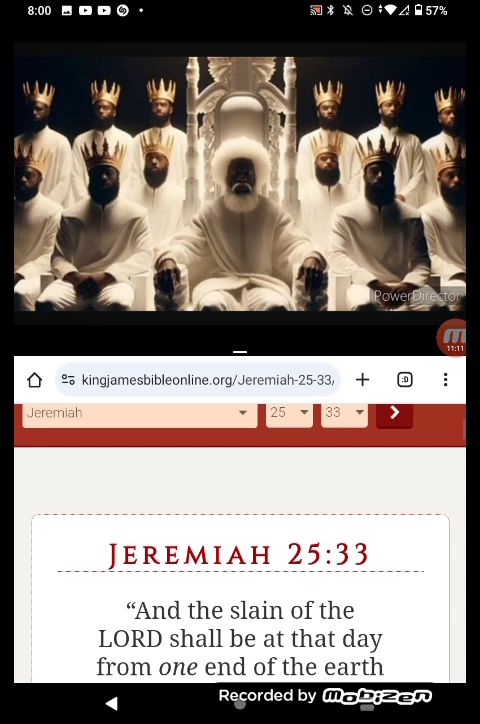 8:00
57%
PowerDirector
11:11
kingjamesbibleonline.org/Jeremiah-25-33/
:D
Jeremiah
25
33
JEREMIAH 25:33
“And the slain of the
LORD shall be at that day
from one end of the earth
Recorded by Mobizen